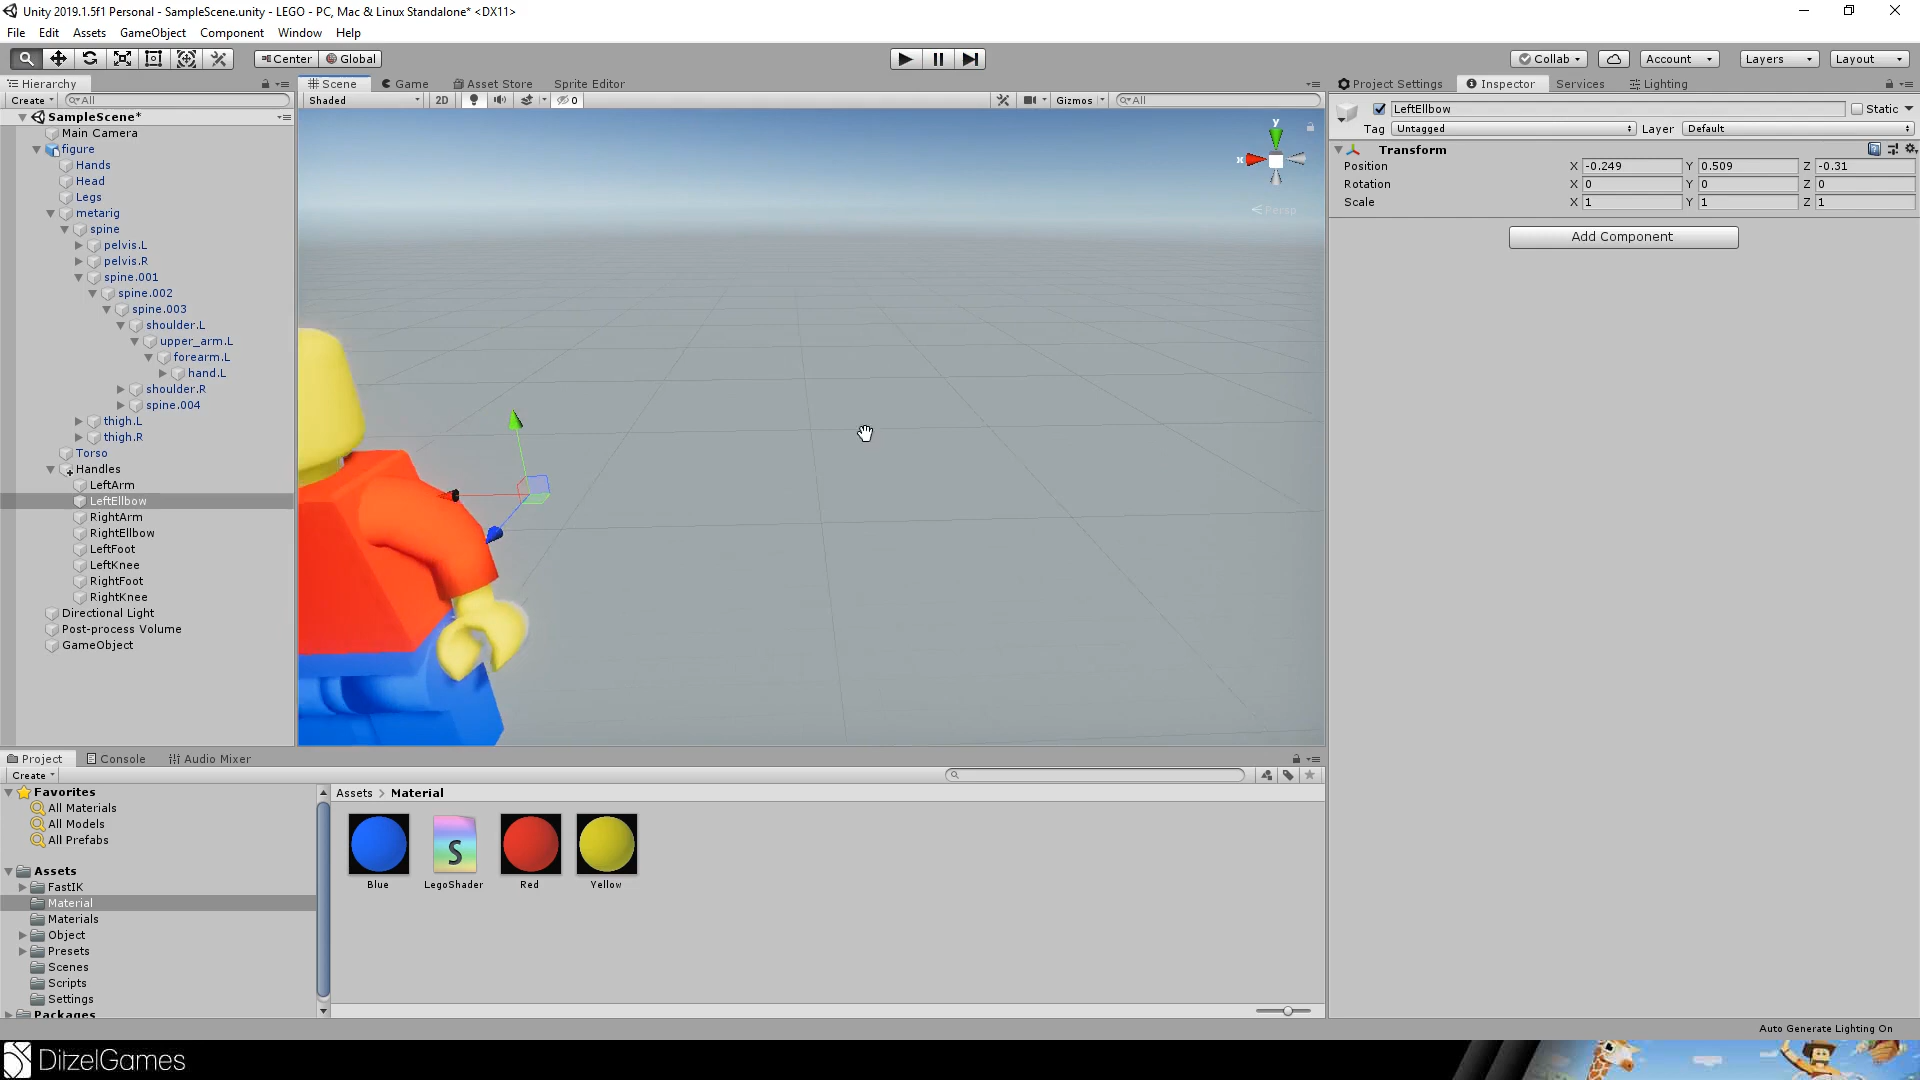 Unity 2019.1.5f1 Personal - SampleScene.unity - LEGO - PC, Mac & Linux Standalone* <DX11>
File Edit Assets GameObject Component Window Help
Center Global Collab Account Layers Layout
Hierarchy Scene Game Asset Store Sprite Editor Project Settings Inspector Services Lighting
Create All Shaded 2D 0 Gizmos All
LeftEllbow Static
Tag Untagged Layer Default
Transform
Position X -0.249 Y 0.509 Z -0.31
Rotation X 0 Y 0 Z 0
Scale X 1 Y 1 Z 1
Add Component
SampleScene*
Main Camera
figure
Hands
Head
Legs
metarig
spine
pelvis.L
pelvis.R
spine.001
spine.002
spine.003
shoulder.L
upper_arm.L
forearm.L
hand.L
shoulder.R
spine.004
thigh.L
thigh.R
Torso
Handles
LeftArm
LeftEllbow
RightArm
RightEllbow
LeftFoot
LeftKnee
RightFoot
RightKnee
Directional Light
Post-process Volume
GameObject
y
x
Persp
Project Console Audio Mixer
Create
Favorites
All Materials
All Models
All Prefabs
Assets
FastIK
Material
Materials
Object
Presets
Scenes
Scripts
Settings
Packages
Assets > Material
S
Blue LegoShader Red Yellow
Auto Generate Lighting On
DitzelGames